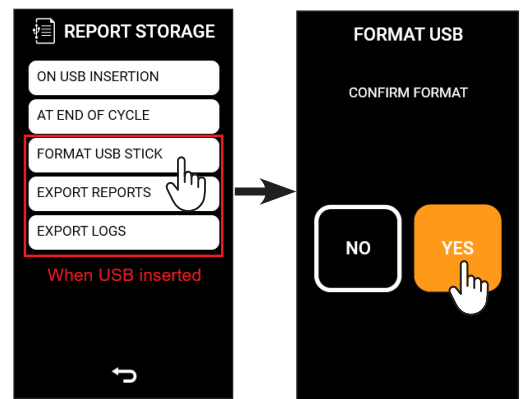 REPORT STORAGE
ON USB INSERTION
AT END OF CYCLE
FORMAT USB STICK
EXPORT REPORTS
EXPORT LOGS
When USB inserted
FORMAT USB
CONFIRM FORMAT
NO
YES